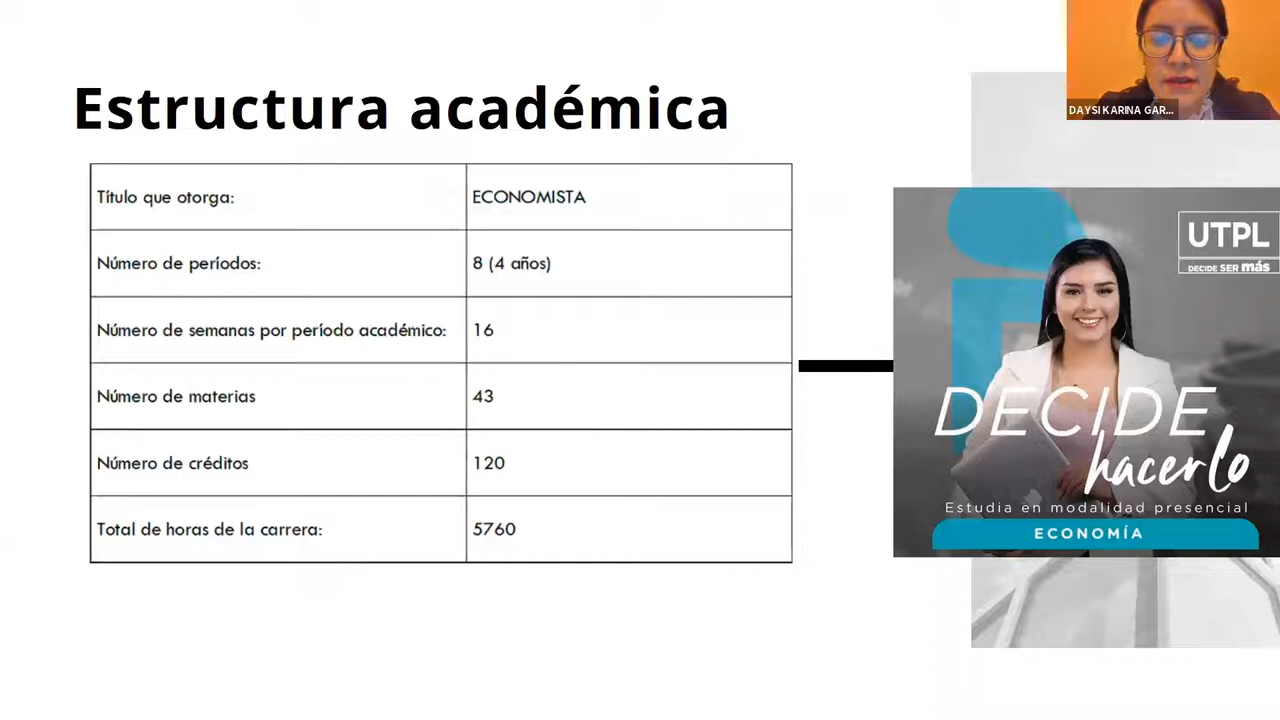 DAYSI KARINA GAR...
Estructura académica
Título que otorga: ECONOMISTA
Número de períodos: 8 (4 años)
Número de semanas por período académico: 16
Número de materias 43
Número de créditos 120
Total de horas de la carrera: 5760
UTPL
DECIDE SER más
DECIDE
hacerlo
Estudia en modalidad presencial
ECONOMÍA